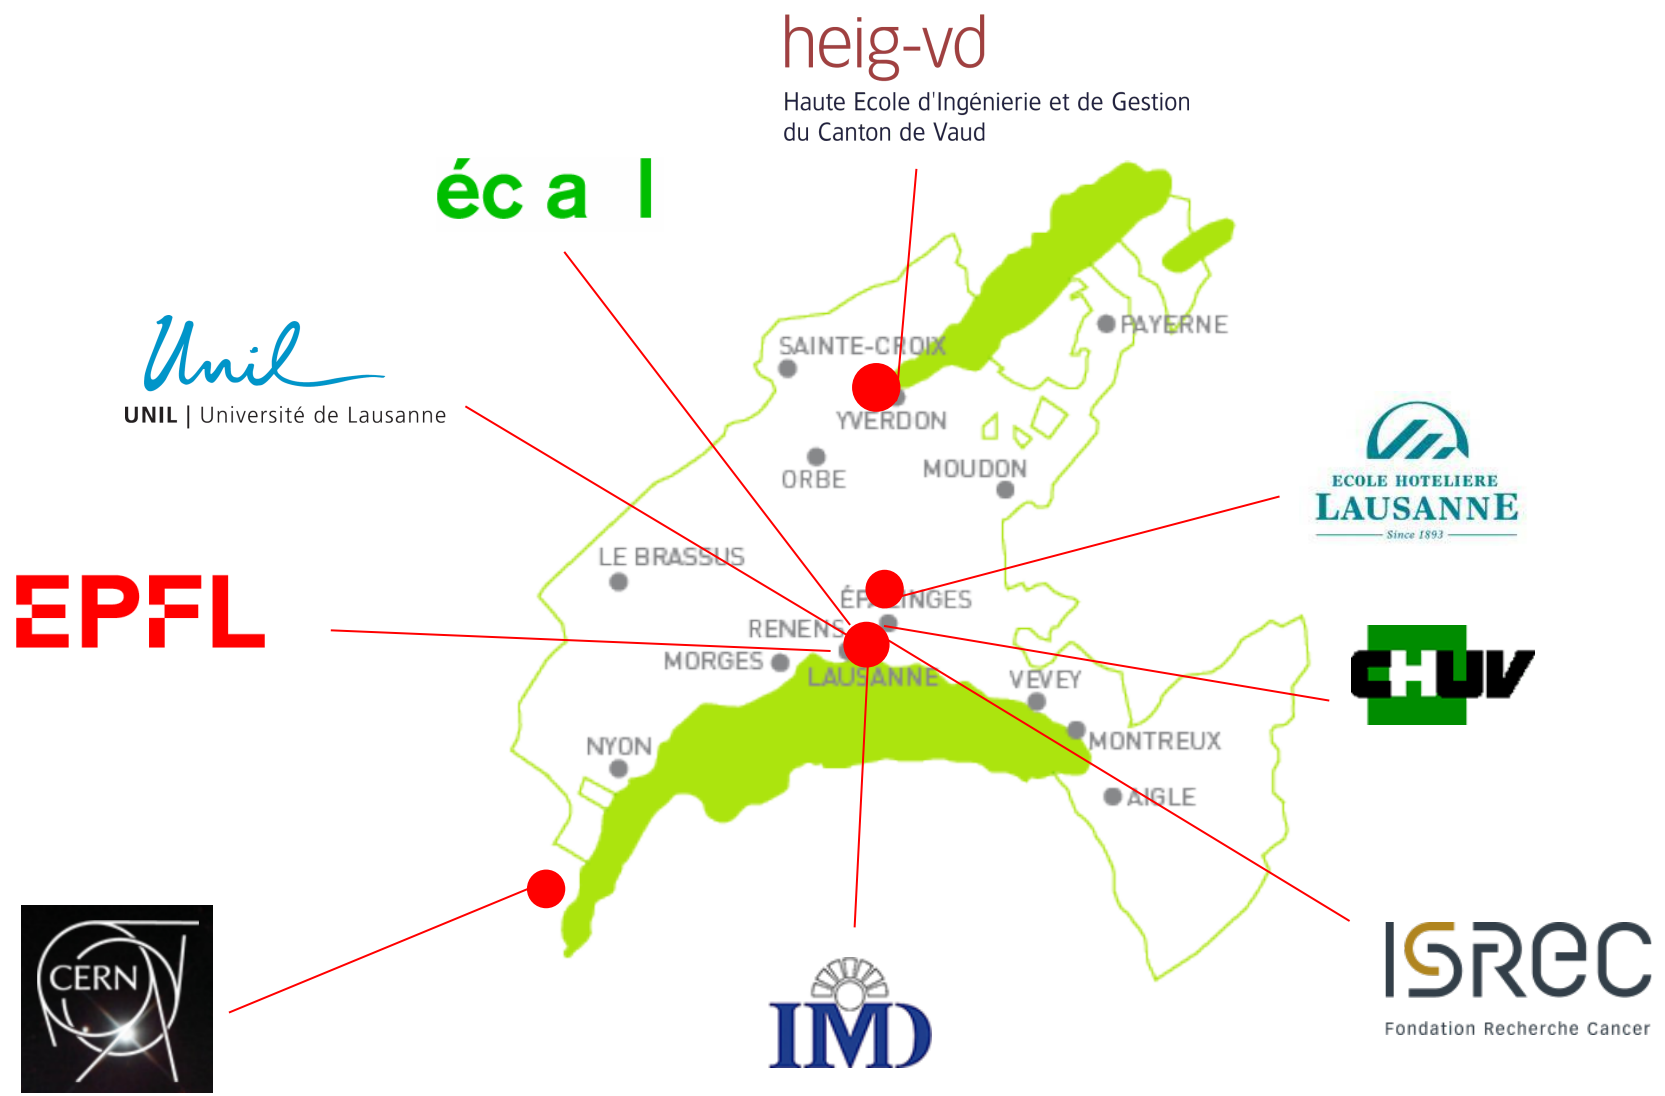 heig-vd
Haute Ecole d'Ingénierie et de Gestion
du Canton de Vaud
éc a l
Unil
UNIL | Université de Lausanne
PAYERNE
SAINTE-CROIX
YVERDON
MOUDON
ORBE
ECOLE HOTELIERE
LAUSANNE
Since 1893
LE BRASSUS
EPFL
ÉPALINGES
RENENS
MORGES
LAUSANNE
VEVEY
CHUV
NYON
MONTREUX
AIGLE
CERN
IMD
ISREC
Fondation Recherche Cancer